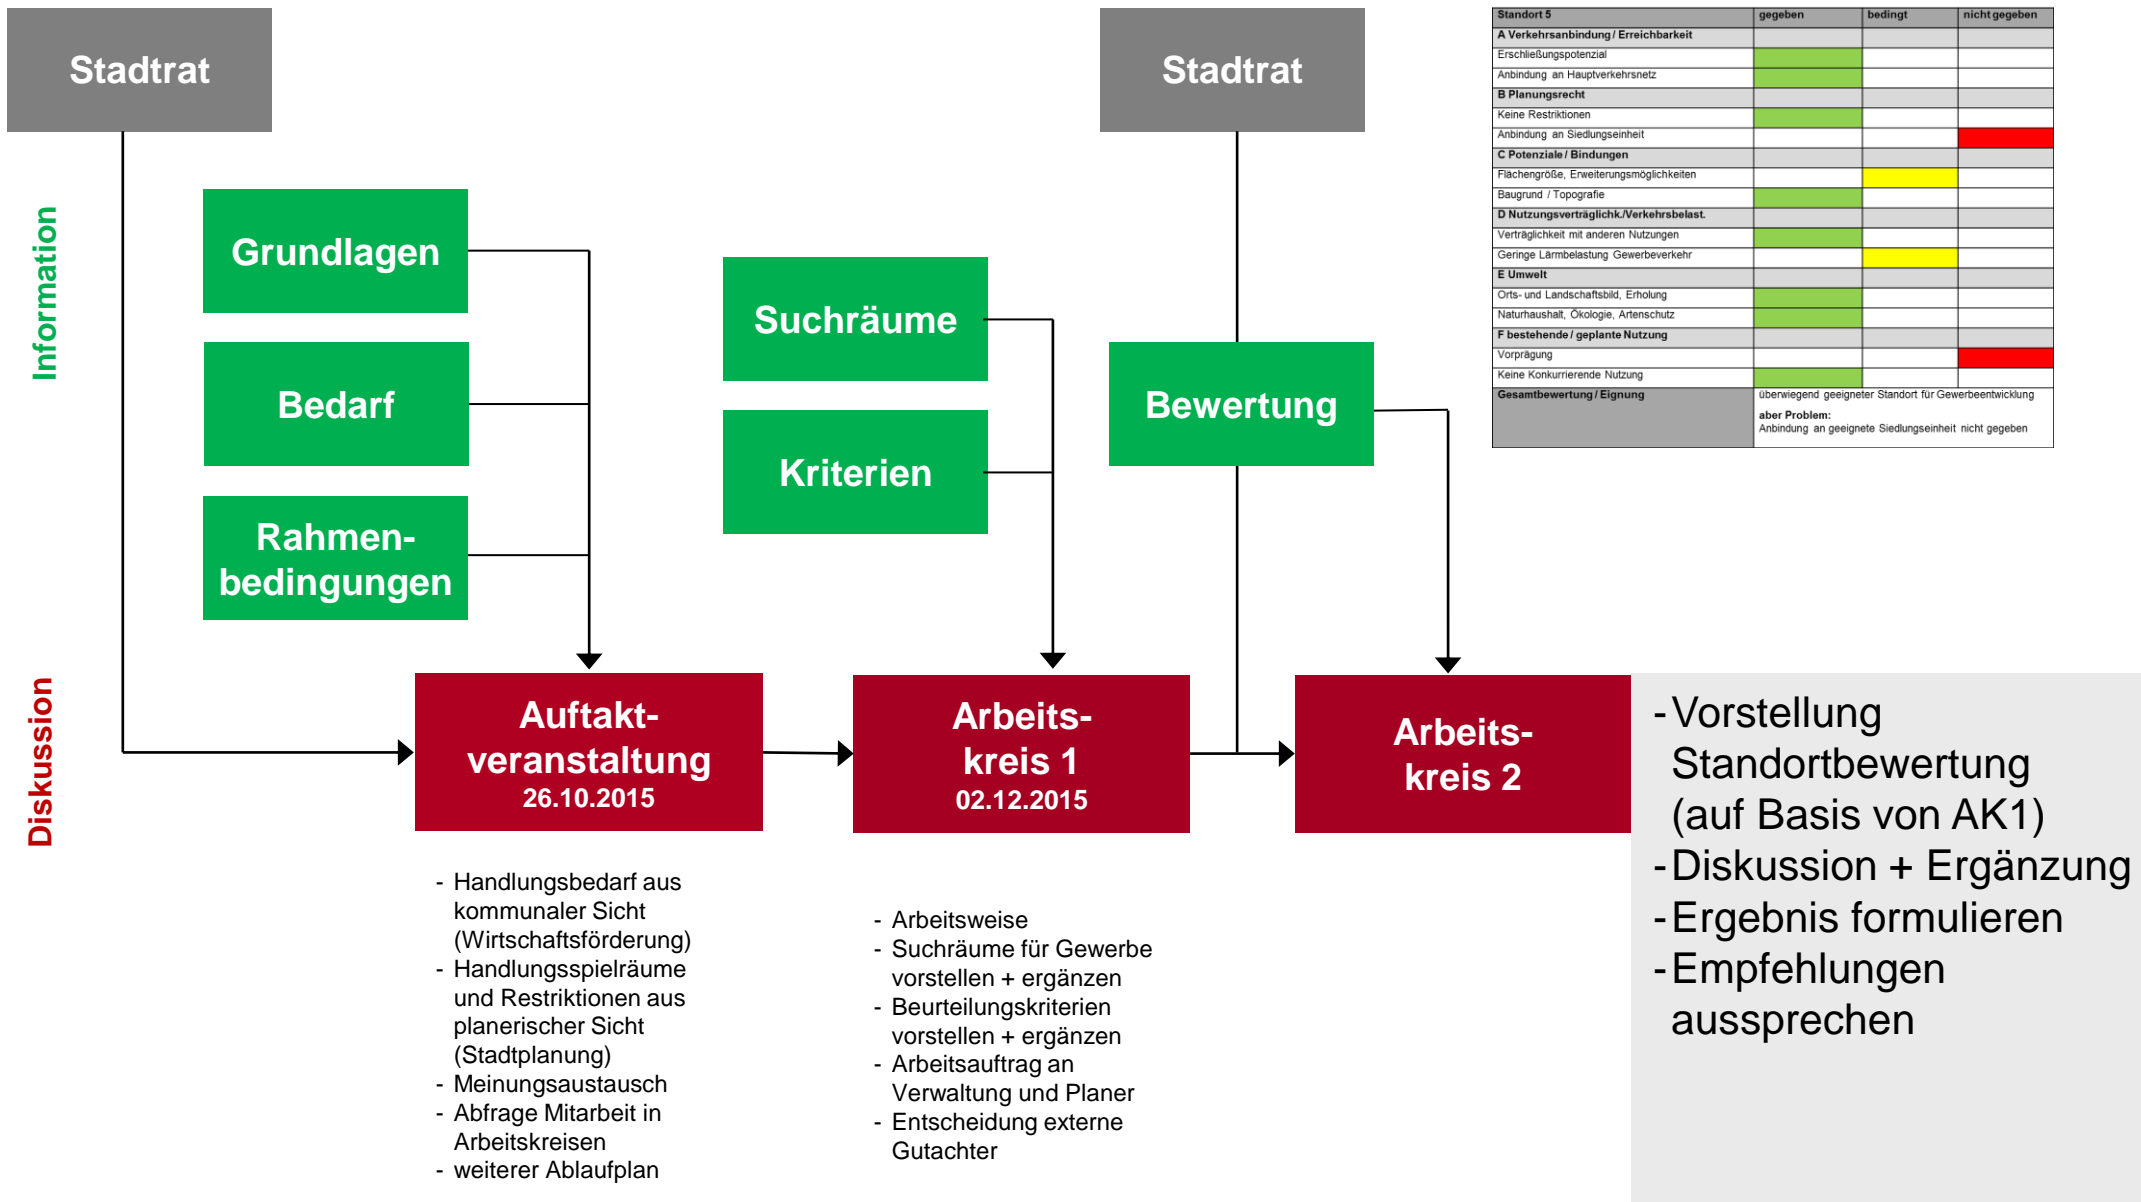 Stadtrat
Stadtrat
Information
Grundlagen
Bedarf
Rahmen-
bedingungen
Suchräume
Kriterien
Bewertung
Standort 5 gegeben bedingt nicht gegeben
A Verkehrsanbindung / Erreichbarkeit
Erschließungspotenzial
Anbindung an Hauptverkehrsnetz
B Planungsrecht
Keine Restriktionen
Anbindung an Siedlungseinheit
C Potenziale / Bindungen
Flächengröße, Erweiterungsmöglichkeiten
Baugrund / Topografie
D Nutzungsverträglichk./Verkehrsbelast.
Verträglichkeit mit anderen Nutzungen
Geringe Lärmbelastung Gewerbeverkehr
E Umwelt
Orts- und Landschaftsbild, Erholung
Naturhaushalt, Ökologie, Artenschutz
F bestehende / geplante Nutzung
Vorprägung
Keine Konkurrierende Nutzung
Gesamtbewertung / Eignung überwiegend geeigneter Standort für Gewerbeentwicklung
aber Problem:
Anbindung an geeignete Siedlungseinheit nicht gegeben
Diskussion
Auftakt-
veranstaltung
26.10.2015
Arbeits-
kreis 1
02.12.2015
Arbeits-
kreis 2
- Handlungsbedarf aus
kommunaler Sicht
(Wirtschaftsförderung)
- Handlungsspielräume
und Restriktionen aus
planerischer Sicht
(Stadtplanung)
- Meinungsaustausch
- Abfrage Mitarbeit in
Arbeitskreisen
- weiterer Ablaufplan
- Arbeitsweise
- Suchräume für Gewerbe
vorstellen + ergänzen
- Beurteilungskriterien
vorstellen + ergänzen
- Arbeitsauftrag an
Verwaltung und Planer
- Entscheidung externe
Gutachter
- Vorstellung
Standortbewertung
(auf Basis von AK1)
- Diskussion + Ergänzung
- Ergebnis formulieren
- Empfehlungen
aussprechen